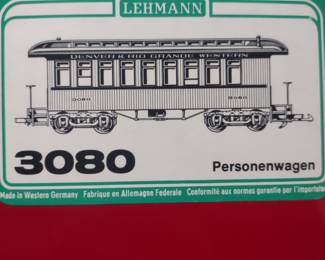 LEHMANN
DENVER & RIO GRANDE WESTERN
3080 3080
3080 Personenwagen
Made in Western Germany Fabriqué en Allemagne Federale Conformité aux normes garantie par l'importateur